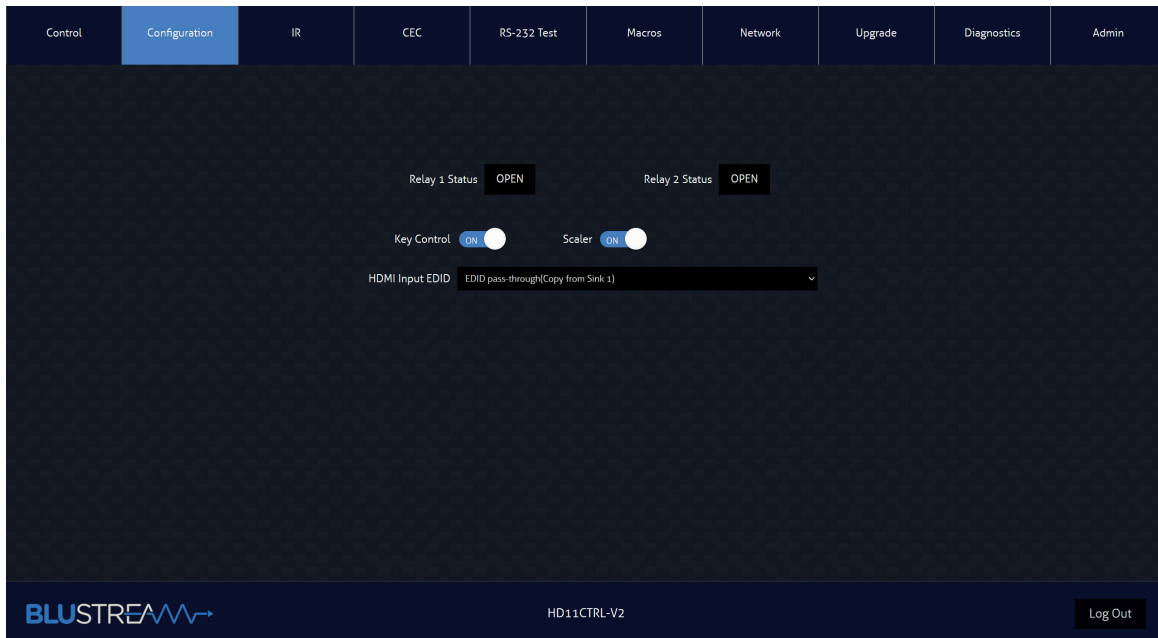 Control Configuration IR CEC RS-232 Test Macros Network Upgrade Diagnostics Admin
Relay 1 Status OPEN Relay 2 Status OPEN
Key Control ON Scaler ON
HDMI Input EDID EDID pass-through(Copy from Sink 1)
BLUSTREAM HD11CTRL-V2 Log Out